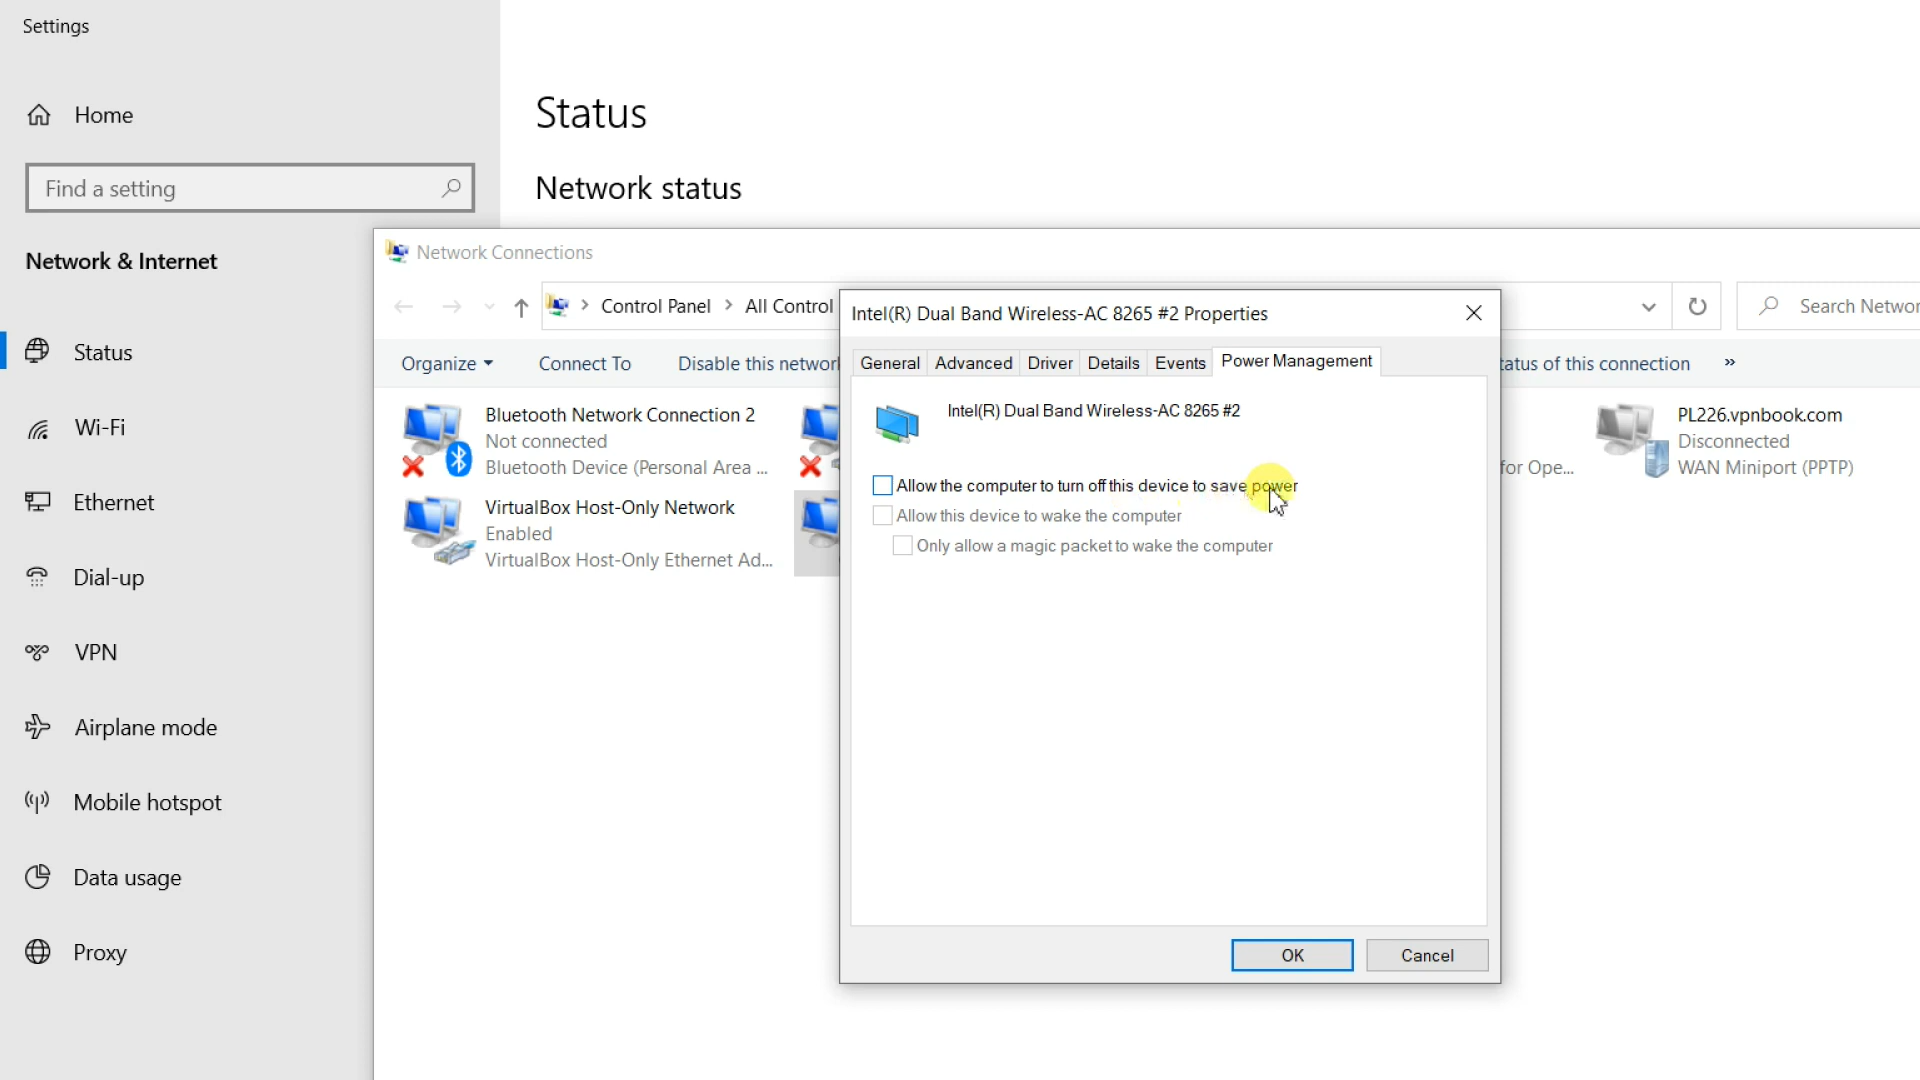 Settings
Home
Find a setting
Network & Internet
Status
Wi-Fi
Ethernet
Dial-up
VPN
Airplane mode
Mobile hotspot
Data usage
Proxy
Status
Network status
Network Connections
Control Panel
All Control
Search Networ
Organize
Connect To
Disable this network
tatus of this connection
»
Bluetooth Network Connection 2
Not connected
Bluetooth Device (Personal Area ...
VirtualBox Host-Only Network
Enabled
VirtualBox Host-Only Ethernet Ad...
for Ope...
PL226.vpnbook.com
Disconnected
WAN Miniport (PPTP)
Intel(R) Dual Band Wireless-AC 8265 #2 Properties
General
Advanced
Driver
Details
Events
Power Management
Intel(R) Dual Band Wireless-AC 8265 #2
Allow the computer to turn off this device to save power
Allow this device to wake the computer
Only allow a magic packet to wake the computer
OK
Cancel